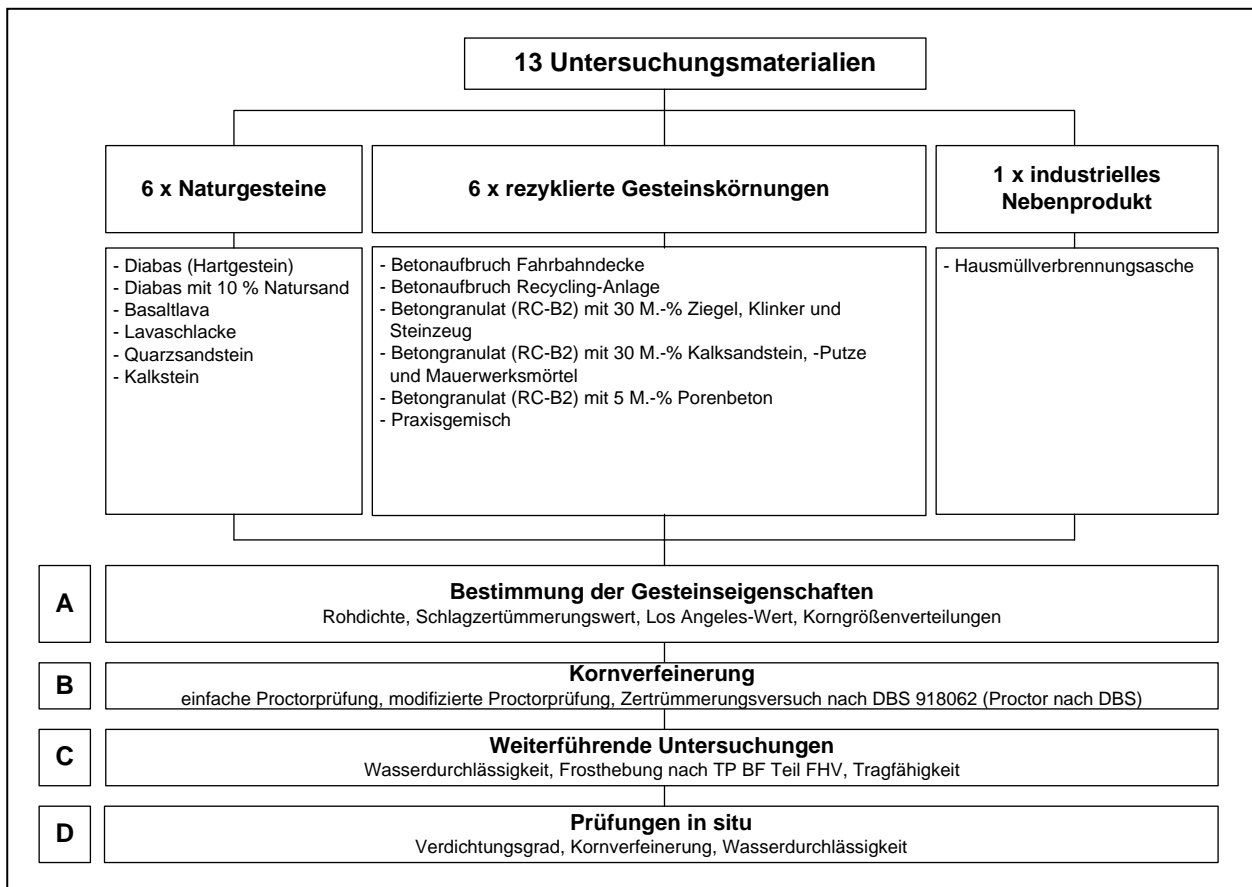 13 Untersuchungsmaterialien
6 x Naturgesteine
- Diabas (Hartgestein)
- Diabas mit 10 % Natursand
- Basaltlava
- Lavaschlacke
- Quarzsandstein
- Kalkstein
6 x rezyklierte Gesteinskörnungen
- Betonaufbruch Fahrbahndecke
- Betonaufbruch Recycling-Anlage
- Betongranulat (RC-B2) mit 30 M.-% Ziegel, Klinker und
Steinzeug
- Betongranulat (RC-B2) mit 30 M.-% Kalksandstein, -Putze
und Mauerwerksmörtel
- Betongranulat (RC-B2) mit 5 M.-% Porenbeton
- Praxisgemisch
1 x industrielles
Nebenprodukt
- Hausmüllverbrennungsasche
A
Bestimmung der Gesteinseigenschaften
Rohdichte, Schlagzertümmerungswert, Los Angeles-Wert, Korngrößenverteilungen
B
Kornverfeinerung
einfache Proctorprüfung, modifizierte Proctorprüfung, Zertrümmerungsversuch nach DBS 918062 (Proctor nach DBS)
C
Weiterführende Untersuchungen
Wasserdurchlässigkeit, Frosthebung nach TP BF Teil FHV, Tragfähigkeit
D
Prüfungen in situ
Verdichtungsgrad, Kornverfeinerung, Wasserdurchlässigkeit